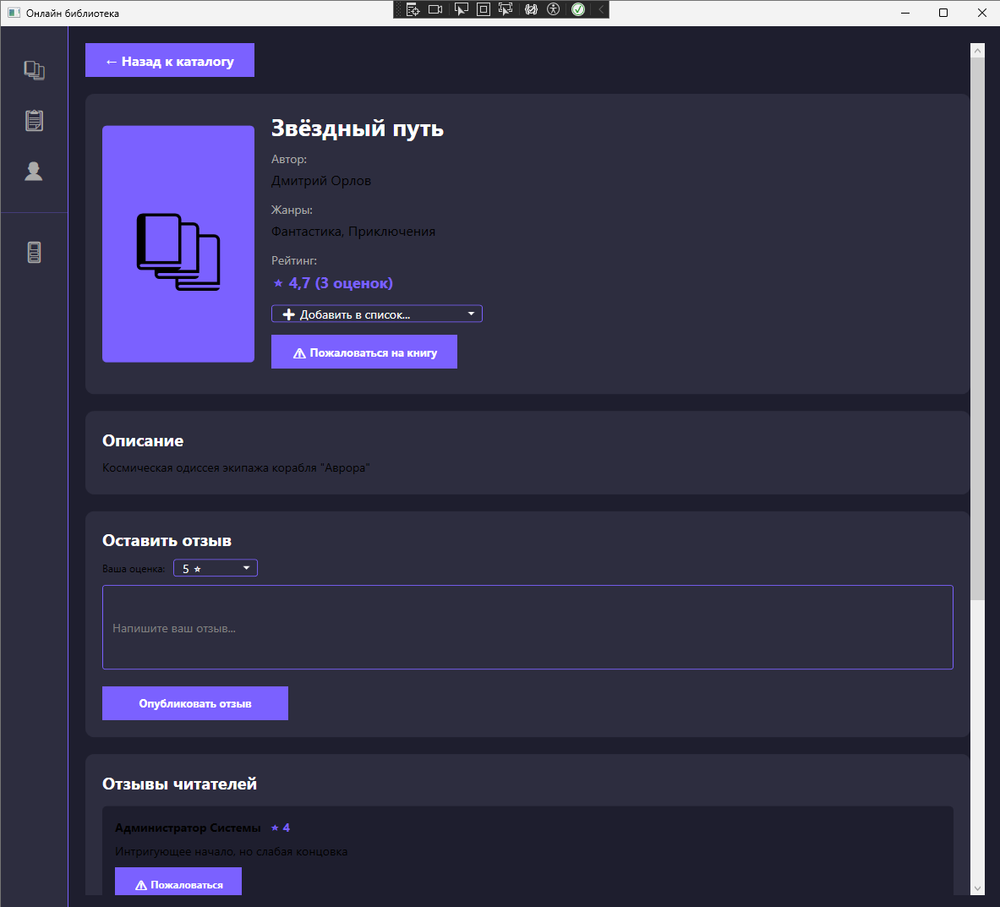 Онлайн библиотека
← Назад к каталогу
Звёздный путь
Автор:
Дмитрий Орлов
Жанры:
Фантастика, Приключения
Рейтинг:
★ 4,7 (3 оценок)
➕ Добавить в список...
⚠ Пожаловаться на книгу
Описание
Космическая одиссея экипажа корабля "Аврора"
Оставить отзыв
Ваша оценка: 5 ⭐
Напишите ваш отзыв...
Опубликовать отзыв
Отзывы читателей
Администратор Системы ★ 4
Интригующее начало, но слабая концовка
⚠ Пожаловаться